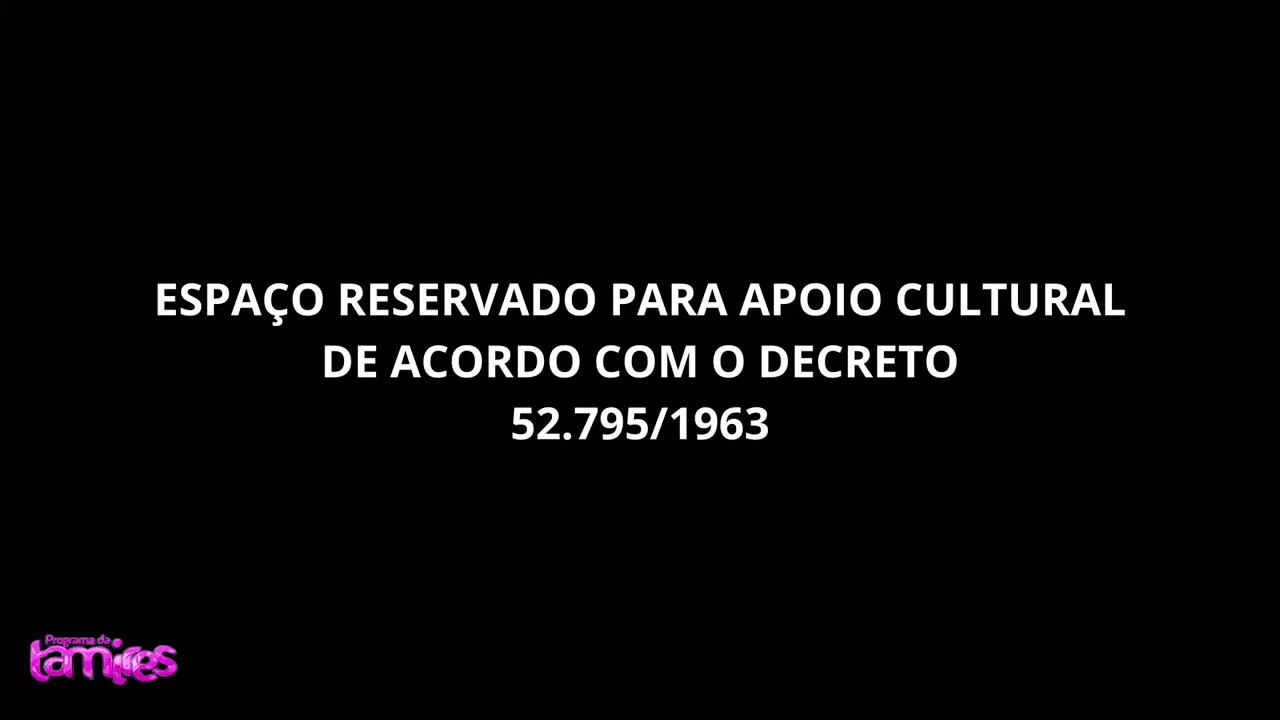 ESPAÇO RESERVADO PARA APOIO CULTURAL
DE ACORDO COM O DECRETO
52.795/1963
Programa da
tamires